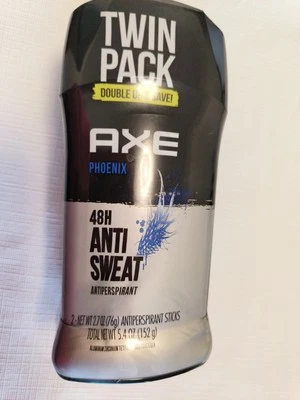 TWIN
PACK
DOUBLE UP & SAVE!
AXE
PHOENIX
48H
ANTI
SWEAT
ANTIPERSPIRANT
2 - NET WT 2.7 OZ (76g) ANTIPERSPIRANT STICKS
TOTAL NET WT 5.4 OZ (152 g)